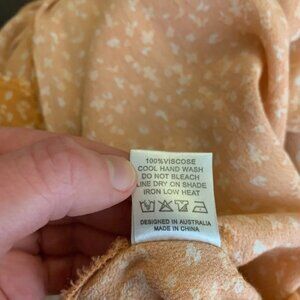 100%VISCOSE
COOL HAND WASH
DO NOT BLEACH
LINE DRY ON SHADE
IRON LOW HEAT
DESIGNED IN AUSTRALIA
MADE IN CHINA